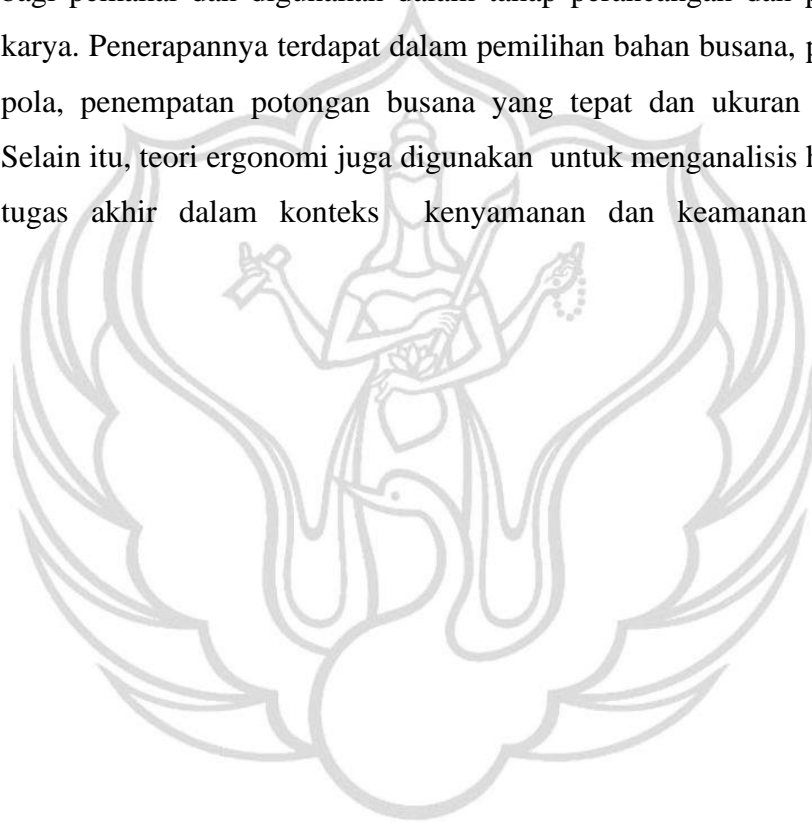 karya. Penerapannya terdapat dalam pemilihan bahan busana,
pola, penempatan potongan busana yang tepat dan ukuran
Selain itu, teori ergonomi juga digunakan untuk menganalisis
tugas akhir dalam konteks kenyamanan dan keamanan